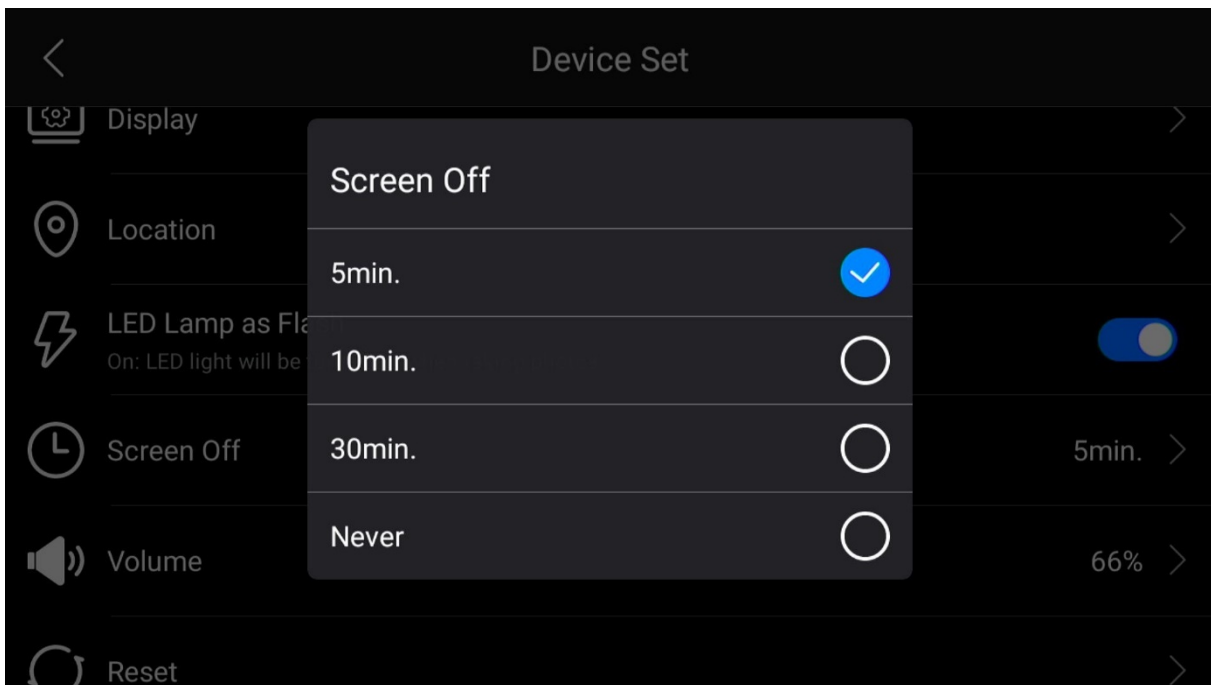 Device Set
Display
Screen Off
Location
5min.
LED Lamp as Fla
On: LED light will be
10min.
Screen Off
30min.
5min.
Never
Volume
66%
Reset